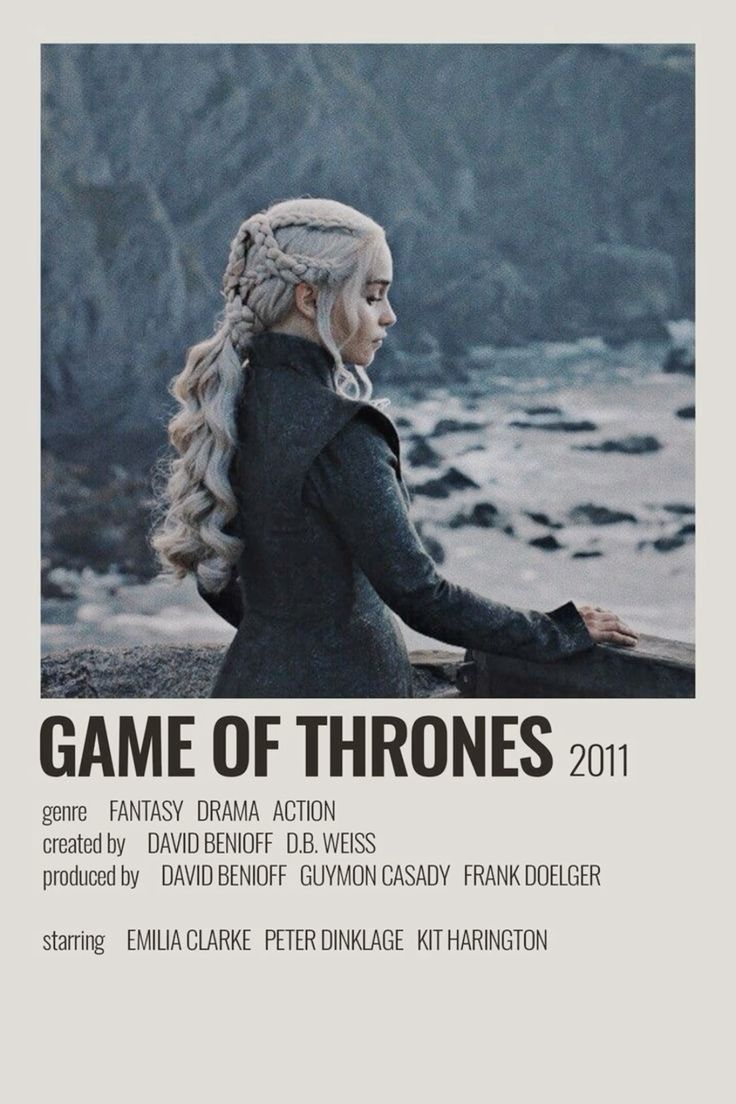 GAME OF THRONES 2011
genre FANTASY DRAMA ACTION
created by DAVID BENIOFF D.B. WEISS
produced by DAVID BENIOFF GUYMON CASADY FRANK DOELGER
starring EMILIA CLARKE PETER DINKLAGE KIT HARINGTON